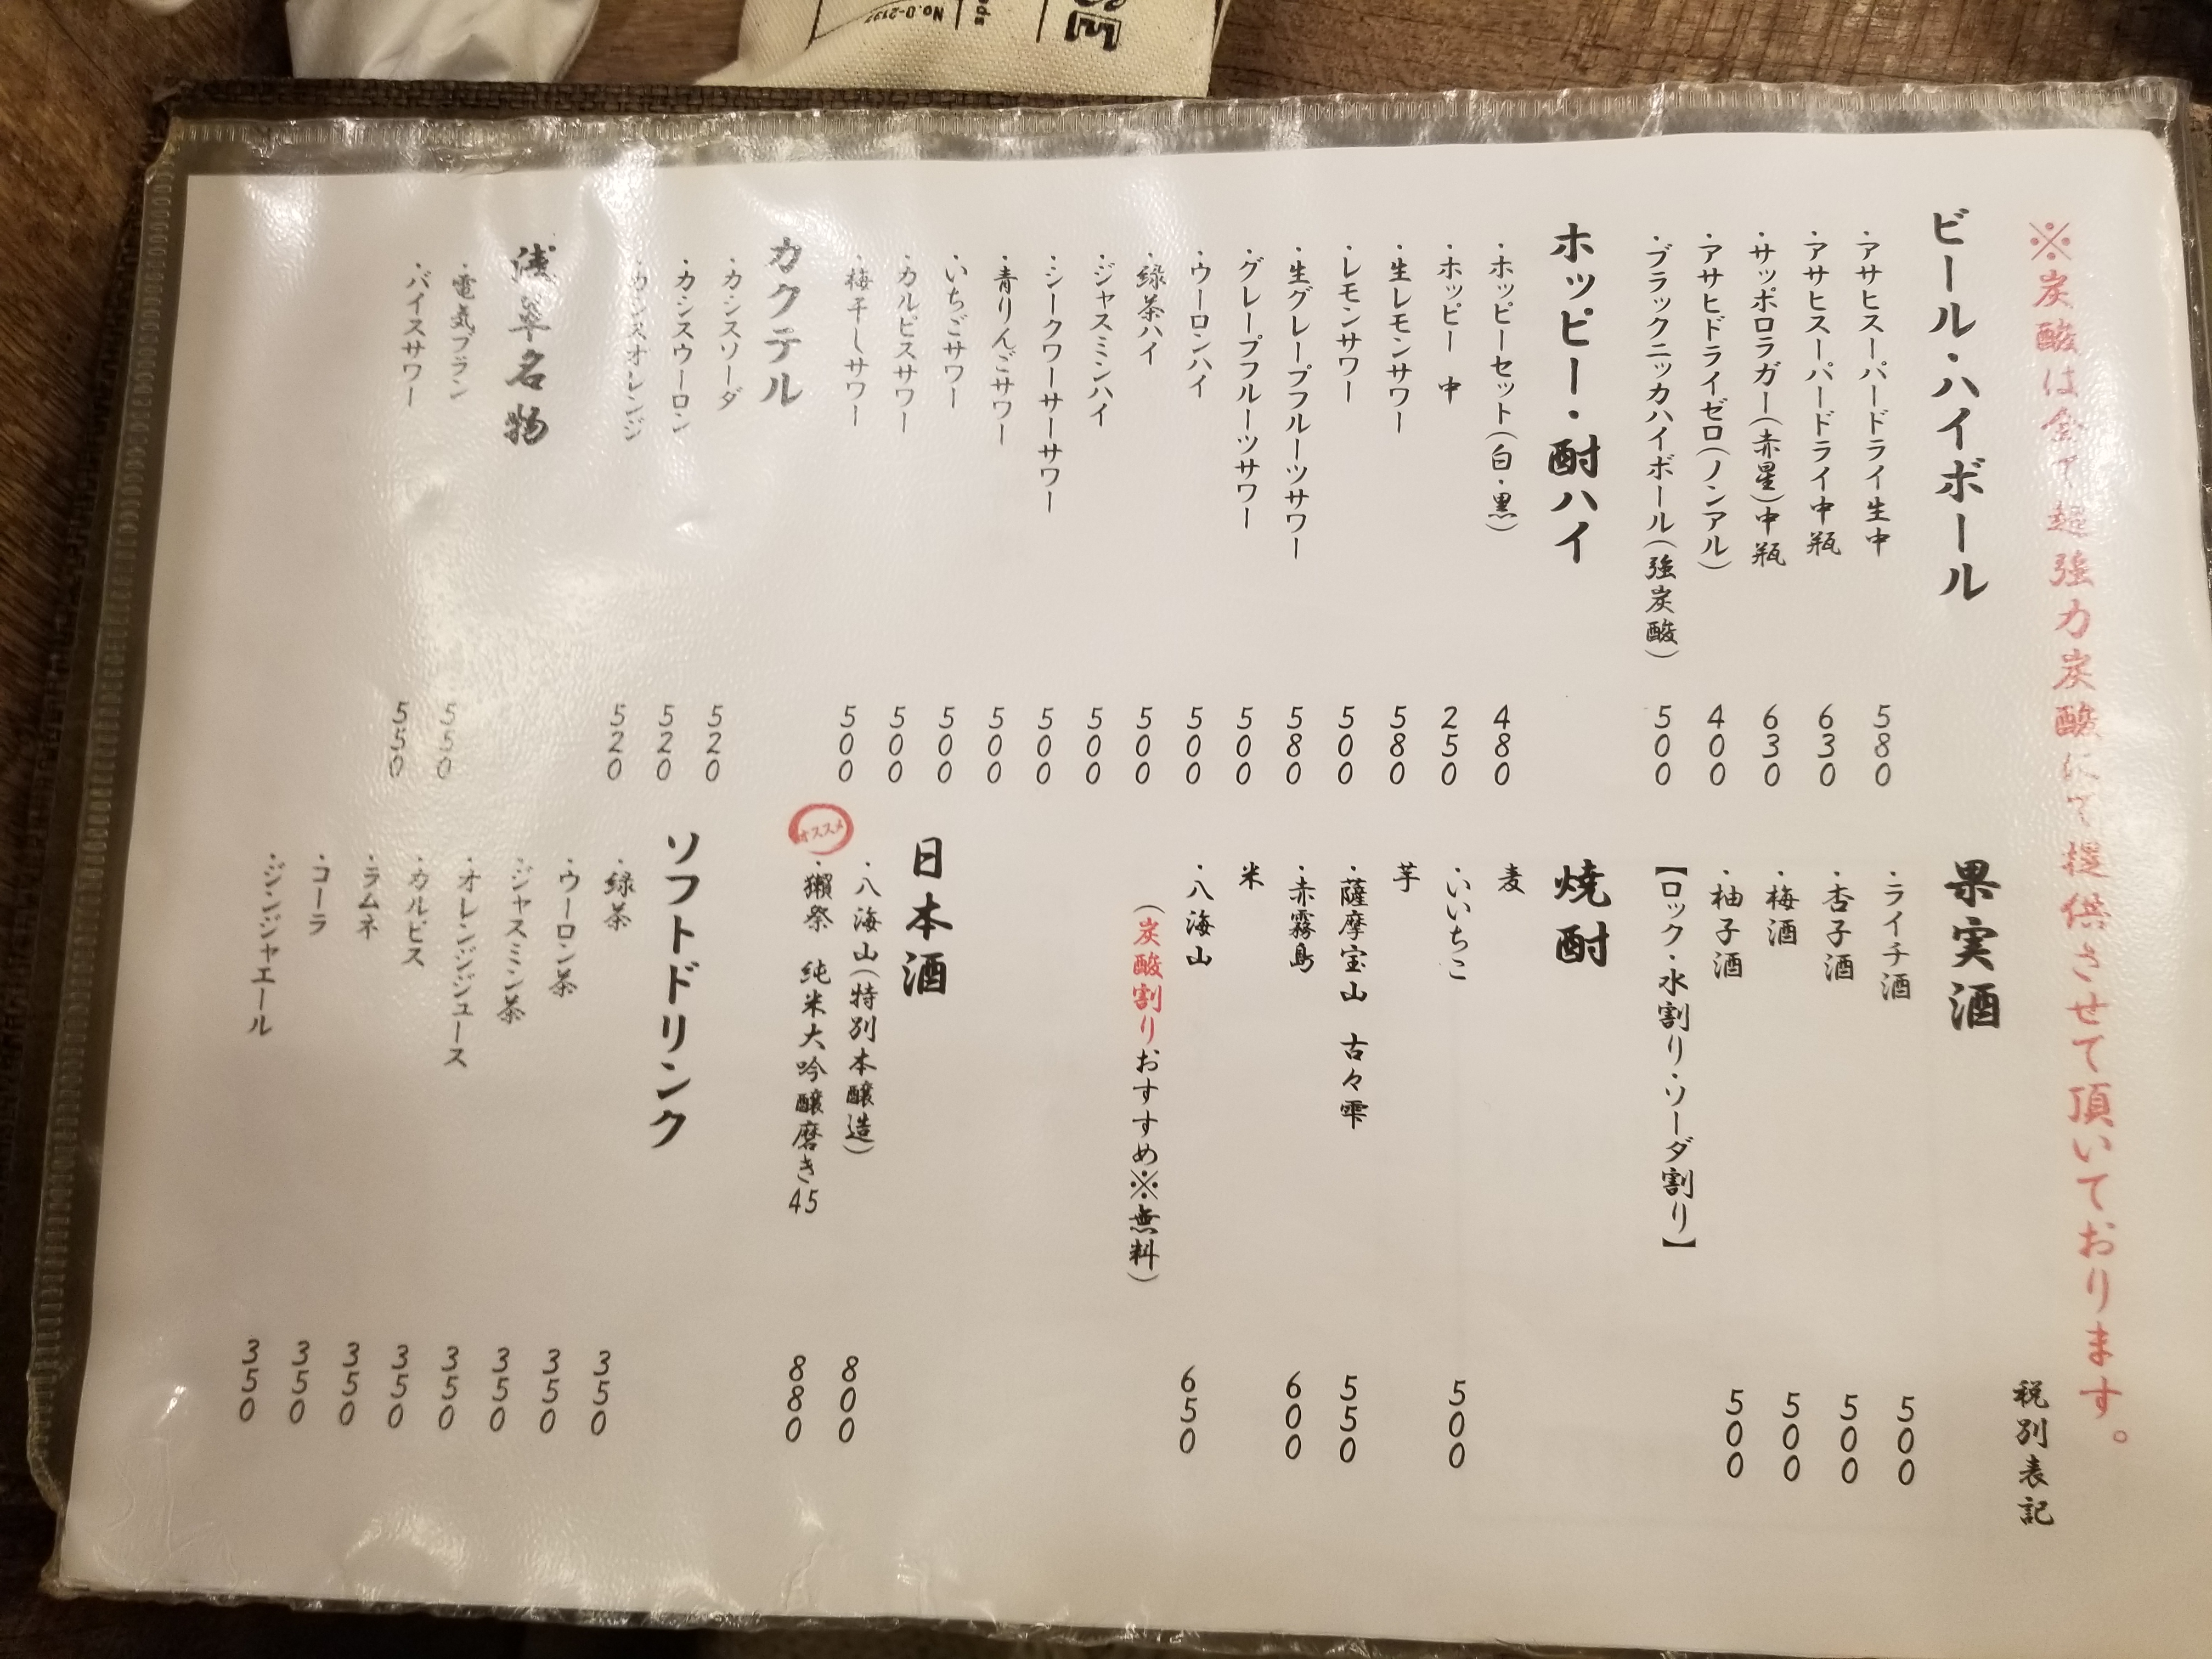 ※炭酸は全て超強力炭酸にて提供させて頂いております。
税別表記
ビール・ハイボール
・アサヒスーパードライ生中 580
・アサヒスーパードライ中瓶 630
・サッポロラガー(赤星)中瓶 630
・アサヒドライゼロ(ノンアル) 400
・ブラックニッカハイボール(強炭酸) 500
ホッピー・酎ハイ
・ホッピーセット(白・黒) 480
・ホッピー 中 250
・生レモンサワー 580
・レモンサワー 500
・生グレープフルーツサワー 580
・グレープフルーツサワー 500
・ウーロンハイ 500
・緑茶ハイ 500
・ジャスミンハイ 500
・シークワーサーサワー 500
・青りんごサワー 500
・いちごサワー 500
・カルピスサワー 500
・梅干しサワー 500
カクテル
・カシスソーダ 520
・カシスウーロン 520
・カシスオレンジ 520
浅草名物
・電気ブラン 550
・バイスサワー 550
果実酒
・ライチ酒 500
・杏子酒 500
・梅酒 500
・柚子酒 500
【ロック・水割り・ソーダ割り】
焼酎
麦
・いいちこ 500
芋
・薩摩宝山 古々雫 550
・赤霧島 600
米
・八海山 650
(炭酸割りおすすめ※無料)
日本酒
・八海山(特別本醸造) 800
オススメ
・獺祭 純米大吟醸磨き45 880
ソフトドリンク
・緑茶 350
・ウーロン茶 350
・ジャスミン茶 350
・オレンジジュース 350
・カルピス 350
・ラムネ 350
・コーラ 350
・ジンジャエール 350
No.0-213